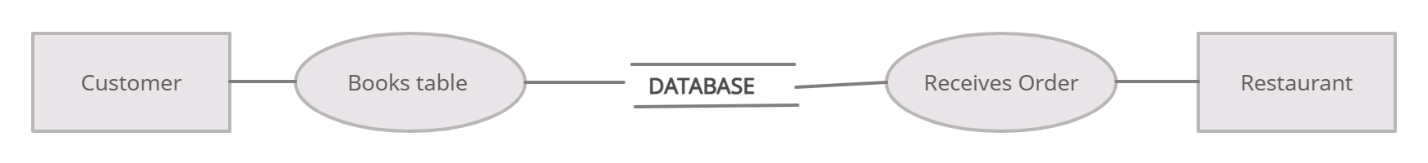 Customer
Books table
DATABASE
Receives Order
Restaurant